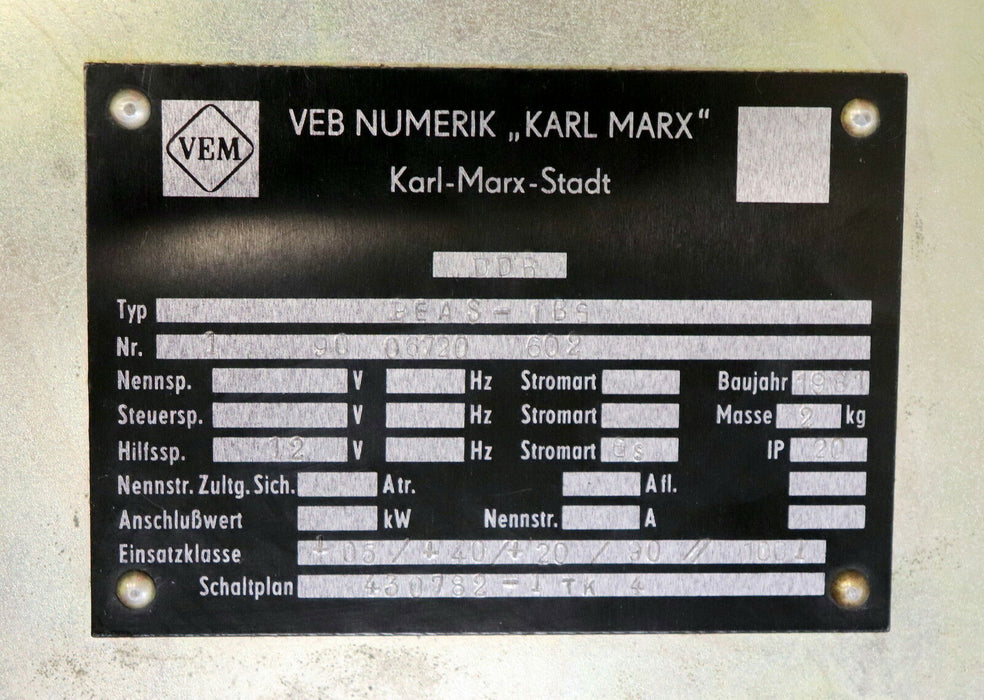 VEM
VEB NUMERIK „KARL MARX“
Karl-Marx-Stadt
DDR
Typ
Nr. 1 90 06720 602
Nennsp. V Hz Stromart Baujahr 1981
Steuersp. V Hz Stromart Masse 2 kg
Hilfssp. 12 V Hz Stromart Gs IP 20
Nennstr. Zultg. Sich. A tr. A fl.
Anschlußwert kW Nennstr. A
Einsatzklasse + 05 / + 40 / + 20 / 90 // 1001
Schaltplan 430782 - 1 TK 4